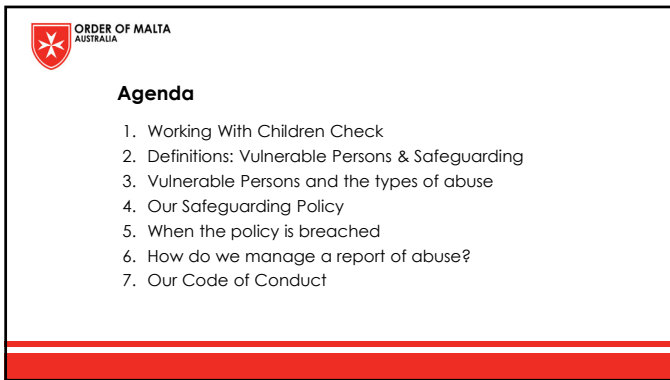 ORDER OF MALTA
AUSTRALIA
Agenda
1. Working With Children Check
2. Definitions: Vulnerable Persons & Safeguarding
3. Vulnerable Persons and the types of abuse
4. Our Safeguarding Policy
5. When the policy is breached
6. How do we manage a report of abuse?
7. Our Code of Conduct